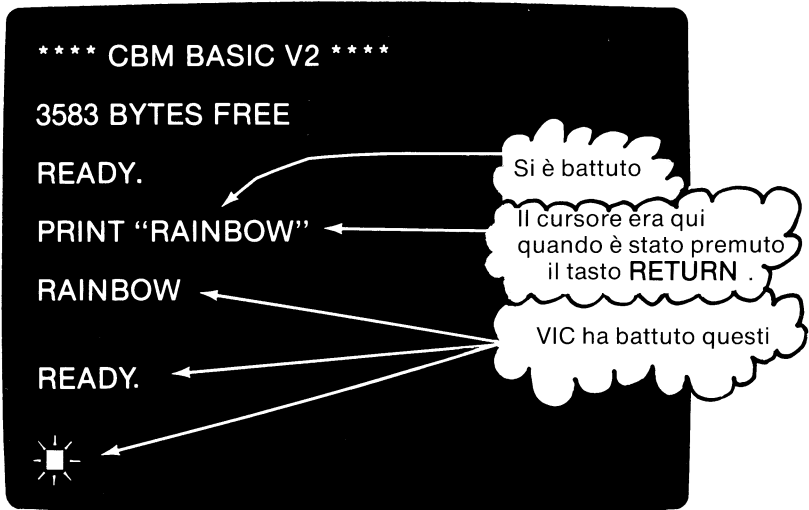 **** CBM BASIC V2 ****
3583 BYTES FREE
READY.
PRINT “RAINBOW”
RAINBOW
READY.
Si è battuto
Il cursore era qui
quando è stato premuto
il tasto RETURN .
VIC ha battuto questi